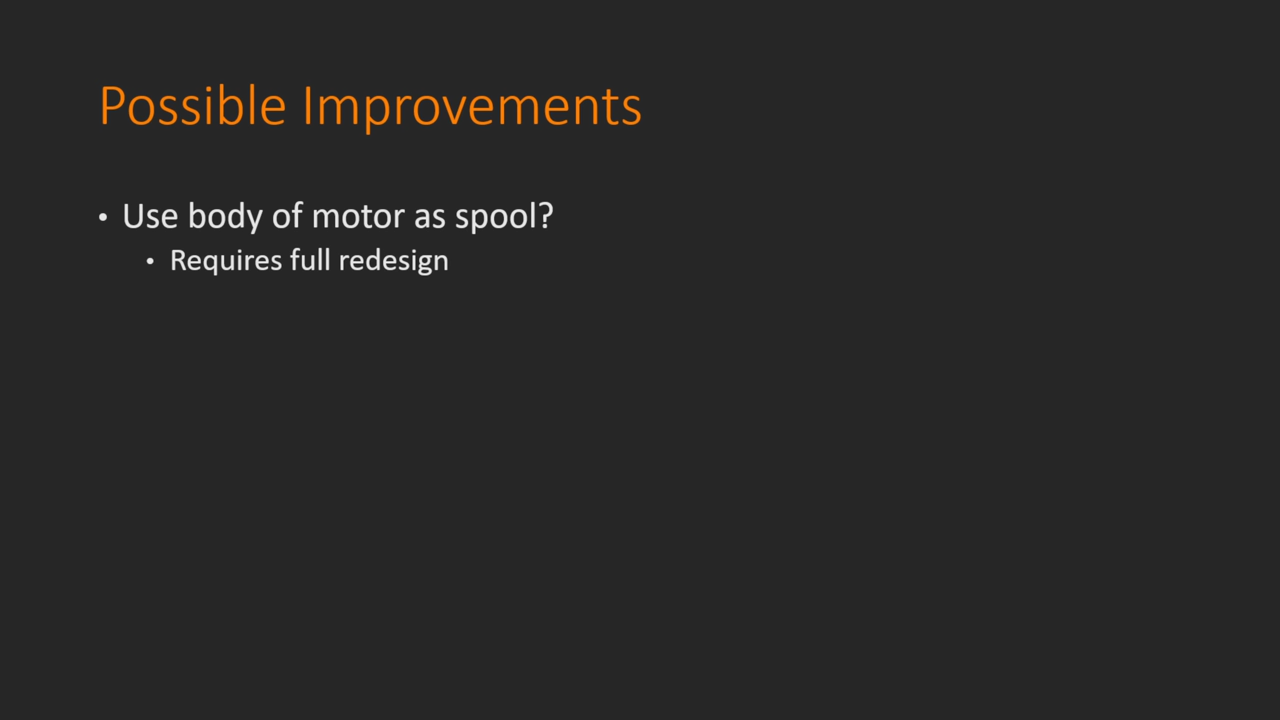 Possible Improvements
• Use body of motor as spool?
• Requires full redesign